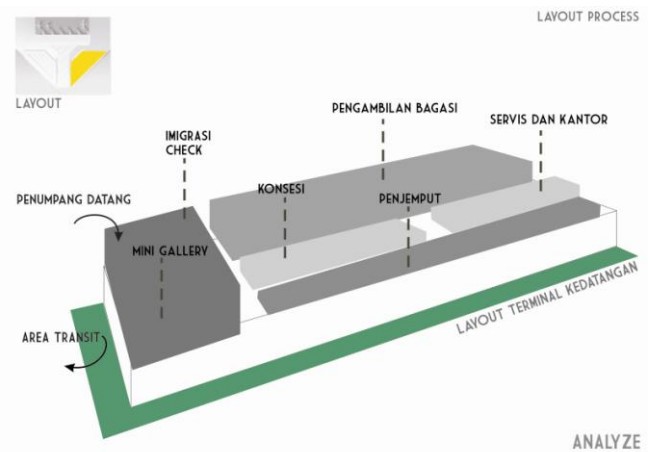 LAYOUT PROCESS
LAYOUT
PENGAMBILAN BAGASI
SERVIS DAN KANTOR
IMIGRASI
CHECK
KONSESI
PENJEMPUT
PENUMPANG DATANG
MINI GALLERY
AREA TRANSIT
LAYOUT TERMINAL KEDATANGAN
ANALYZE